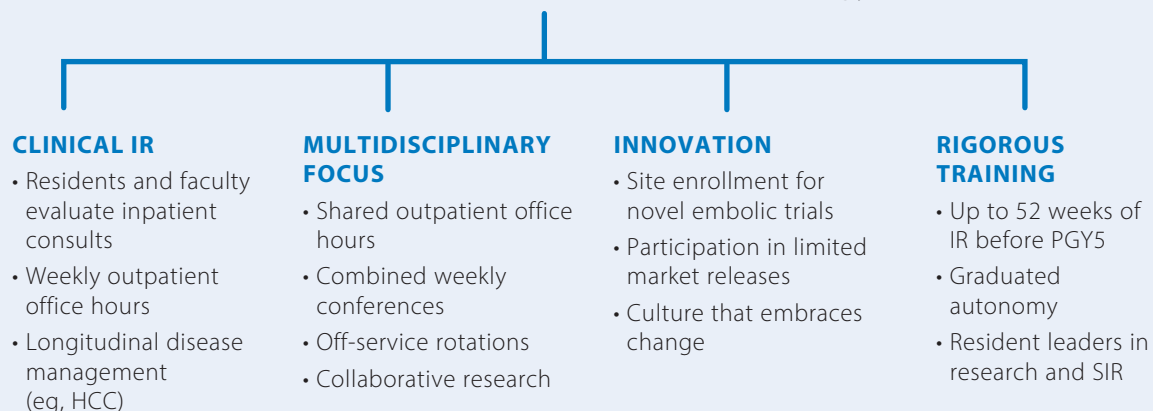 CLINICAL IR
• Residents and faculty
evaluate inpatient
consults
• Weekly outpatient
office hours
• Longitudinal disease
management
(eg, HCC)
MULTIDISCIPLINARY
FOCUS
• Shared outpatient office
hours
• Combined weekly
conferences
• Off-service rotations
• Collaborative research
INNOVATION
• Site enrollment for
novel embolic trials
• Participation in limited
market releases
• Culture that embraces
change
RIGOROUS
TRAINING
• Up to 52 weeks of
IR before PGY5
• Graduated
autonomy
• Resident leaders in
research and SIR